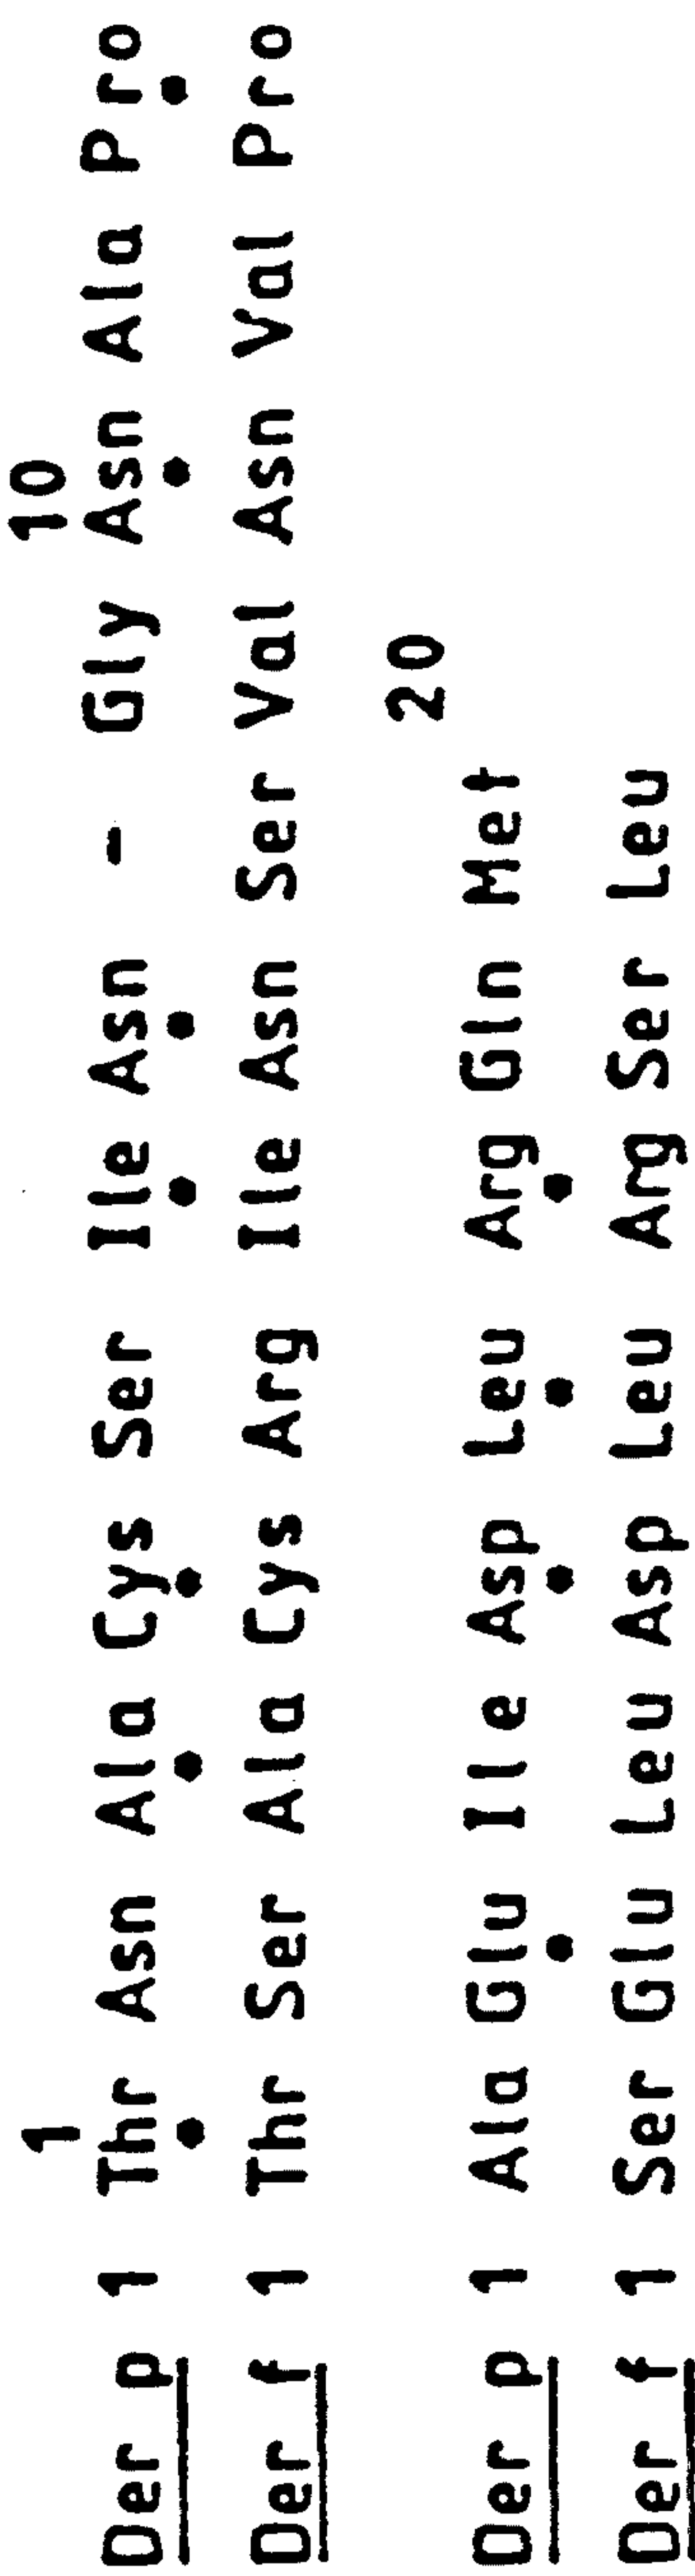 1 10
Der p 1 Thr Asn Ala Cys Ser Ile Asn - Gly Asn Ala Pro
• • • • • • •
Der f 1 Thr Ser Ala Cys Arg Ile Asn Ser Val Asn Val Pro
20
Der p 1 Ala Glu Ile Asp Leu Arg Gln Met
• • • •
Der f 1 Ser Glu Leu Asp Leu Arg Ser Leu